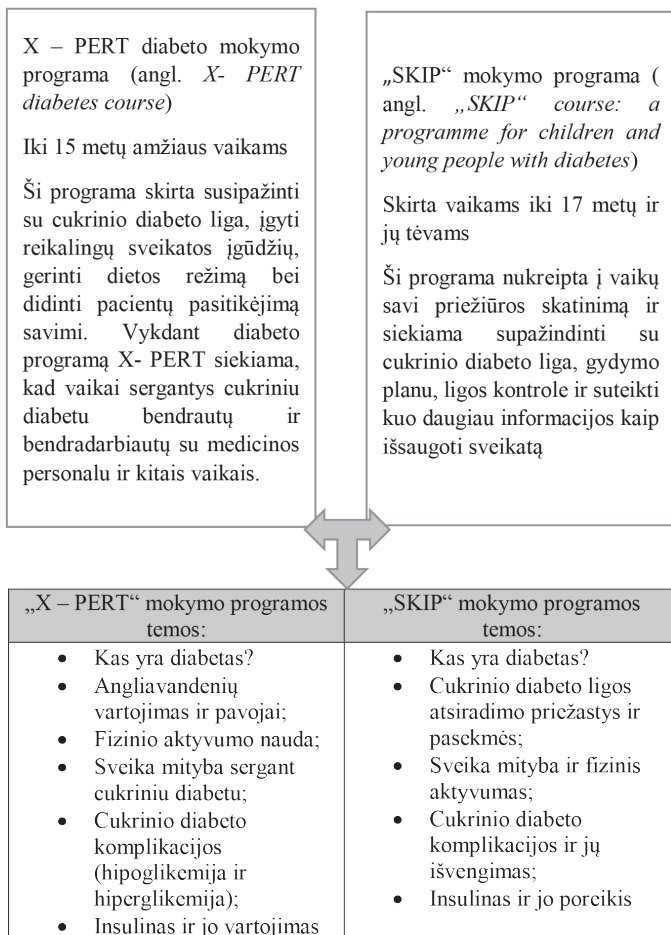 X – PERT diabeto mokymo
programa (angl. X- PERT
diabetes course)
Iki 15 metų amžiaus vaikams
Ši programa skirta susipažinti
su cukrinio diabeto liga, įgyti
reikalingų sveikatos įgūdžių,
gerinti dietos režimą bei
didinti pacientų pasitikėjimą
savimi. Vykdant diabeto
programą X- PERT siekiama,
kad vaikai sergantys cukriniu
diabetu bendrautų ir
bendradarbiautų su medicinos
personalu ir kitais vaikais.
„SKIP“ mokymo programa (
angl. „SKIP“ course: a
programme for children and
young people with diabetes)
Skirta vaikams iki 17 metų ir
jų tėvams
Ši programa nukreipta į vaikų
savi priežiūros skatinimą ir
siekiama supažindinti su
cukrinio diabeto liga, gydymo
planu, ligos kontrole ir suteikti
kuo daugiau informacijos kaip
išsaugoti sveikatą
„X – PERT“ mokymo programos
temos:
• Kas yra diabetas?
• Angliavandenių
vartojimas ir pavojai;
• Fizinio aktyvumo nauda;
• Sveika mityba sergant
cukriniu diabetu;
• Cukrinio diabeto
komplikacijos
(hipoglikemija ir
hiperglikemija);
• Insulinas ir jo vartojimas
„SKIP“ mokymo programos
temos:
• Kas yra diabetas?
• Cukrinio diabeto ligos
atsiradimo priežastys ir
pasekmės;
• Sveika mityba ir fizinis
aktyvumas;
• Cukrinio diabeto
komplikacijos ir jų
išvengimas;
• Insulinas ir jo poreikis